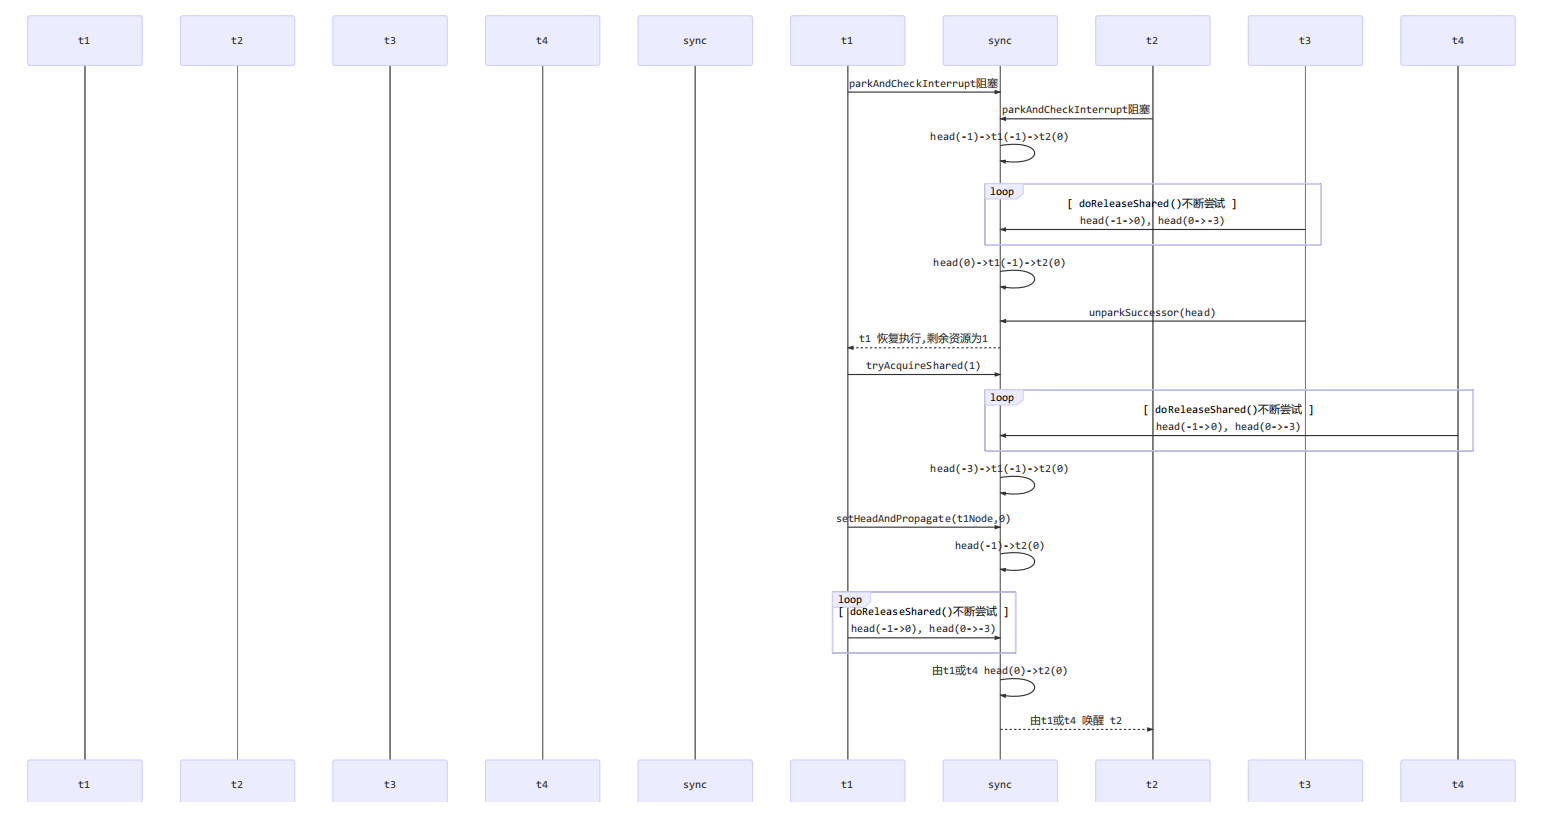 t1 t2 t3 t4 sync t1 sync t2 t3 t4
parkAndCheckInterrupt阻塞
parkAndCheckInterrupt阻塞
head(-1)->t1(-1)->t2(0)
loop
[ doReleaseShared()不断尝试 ]
head(-1->0), head(0->-3)
head(0)->t1(-1)->t2(0)
unparkSuccessor(head)
t1 恢复执行,剩余资源为1
tryAcquireShared(1)
loop
[ doReleaseShared()不断尝试 ]
head(-1->0), head(0->-3)
head(-3)->t1(-1)->t2(0)
setHeadAndPropagate(t1Node,0)
head(-1)->t2(0)
loop
[ doReleaseShared()不断尝试 ]
head(-1->0), head(0->-3)
由t1或t4 head(0)->t2(0)
由t1或t4 唤醒 t2
t1 t2 t3 t4 sync t1 sync t2 t3 t4